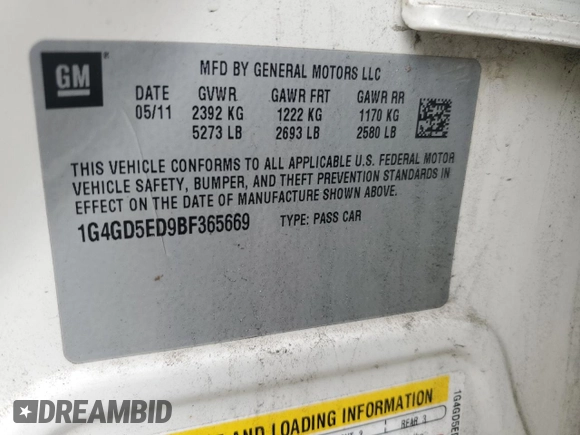 GM
MFD BY GENERAL MOTORS LLC
DATE GVWR GAWR FRT GAWR RR
05/11 2392 KG 1222 KG 1170 KG
5273 LB 2693 LB 2580 LB
THIS VEHICLE CONFORMS TO ALL APPLICABLE U.S. FEDERAL MOTOR
VEHICLE SAFETY, BUMPER, AND THEFT PREVENTION STANDARDS IN
EFFECT ON THE DATE OF MANUFACTURE SHOWN ABOVE.
1G4GD5ED9BF365669 TYPE: PASS CAR
AND LOADING INFORMATION
REAR 3
1G4GD5E
DREAMBID